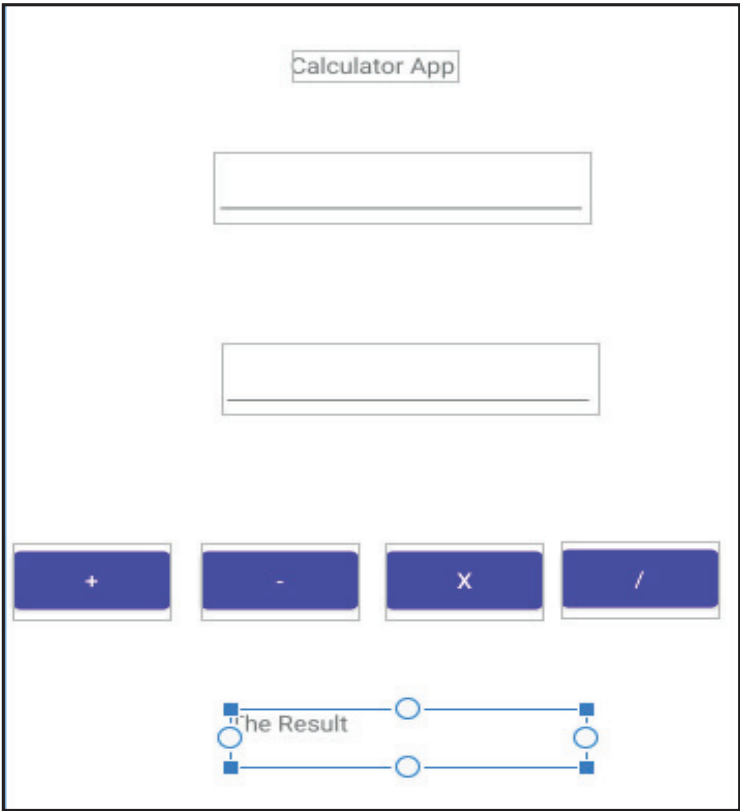 Calculator App
+ - X /
The Result